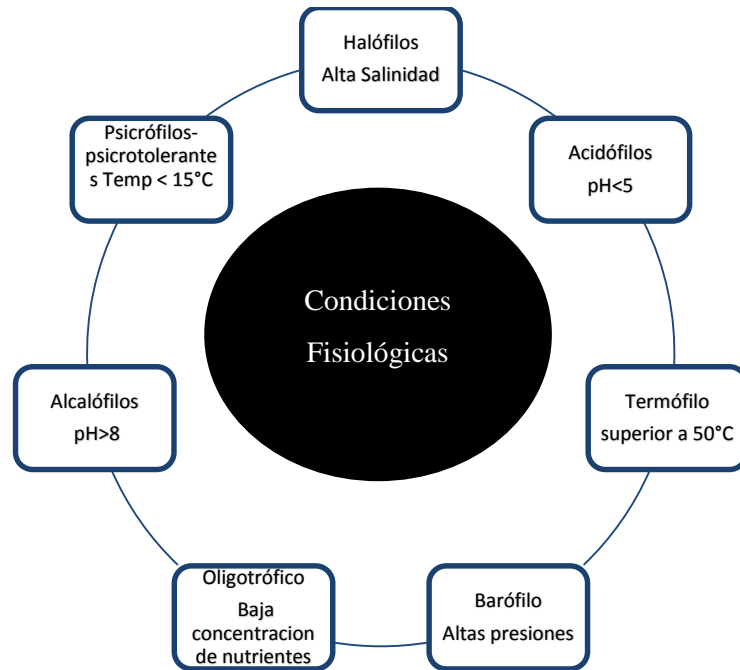 Halófilos
Alta Salinidad
Psicrófilos-
psicrotolerante
s Temp < 15°C
Acidófilos
pH<5
Condiciones
Fisiológicas
Alcalófilos
pH>8
Termófilo
superior a 50°C
Oligotrófico
Baja
concentracion
de nutrientes
Barófilo
Altas presiones